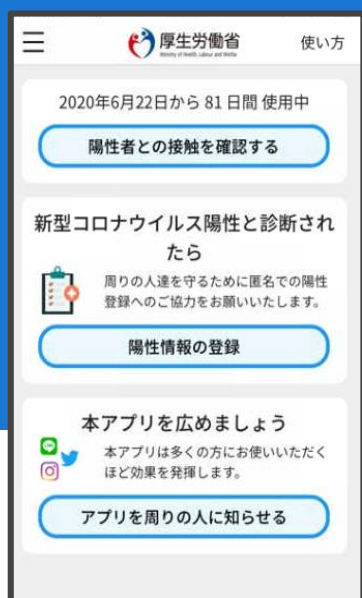 厚生労働省
Ministry of Health, Labour and Welfare
使い方
2020年6月22日から 81 日間 使用中
陽性者との接触を確認する
新型コロナウイルス陽性と診断され
たら
周りの人達を守るために匿名での陽性
登録へのご協力をお願いいたします。
陽性情報の登録
本アプリを広めましょう
LINE
本アプリは多くの方にお使いいただく
ほど効果を発揮します。
アプリを周りの人に知らせる